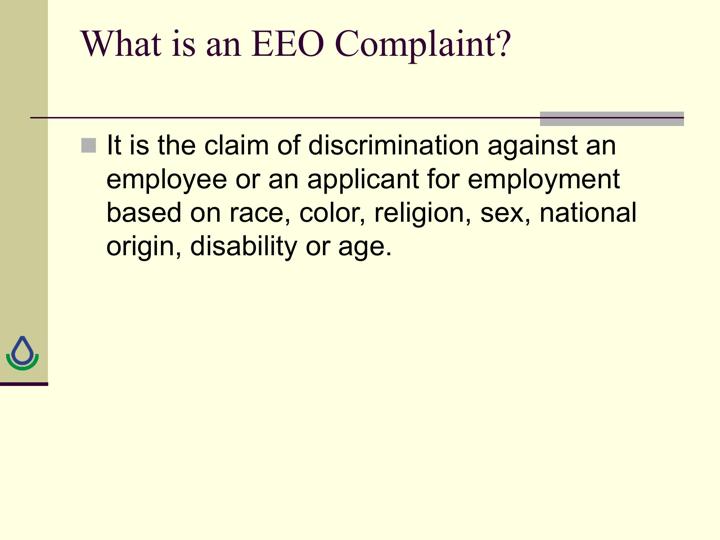 What is an EEO Complaint?
It is the claim of discrimination against an
employee or an applicant for employment
based on race, color, religion, sex, national
origin, disability or age.